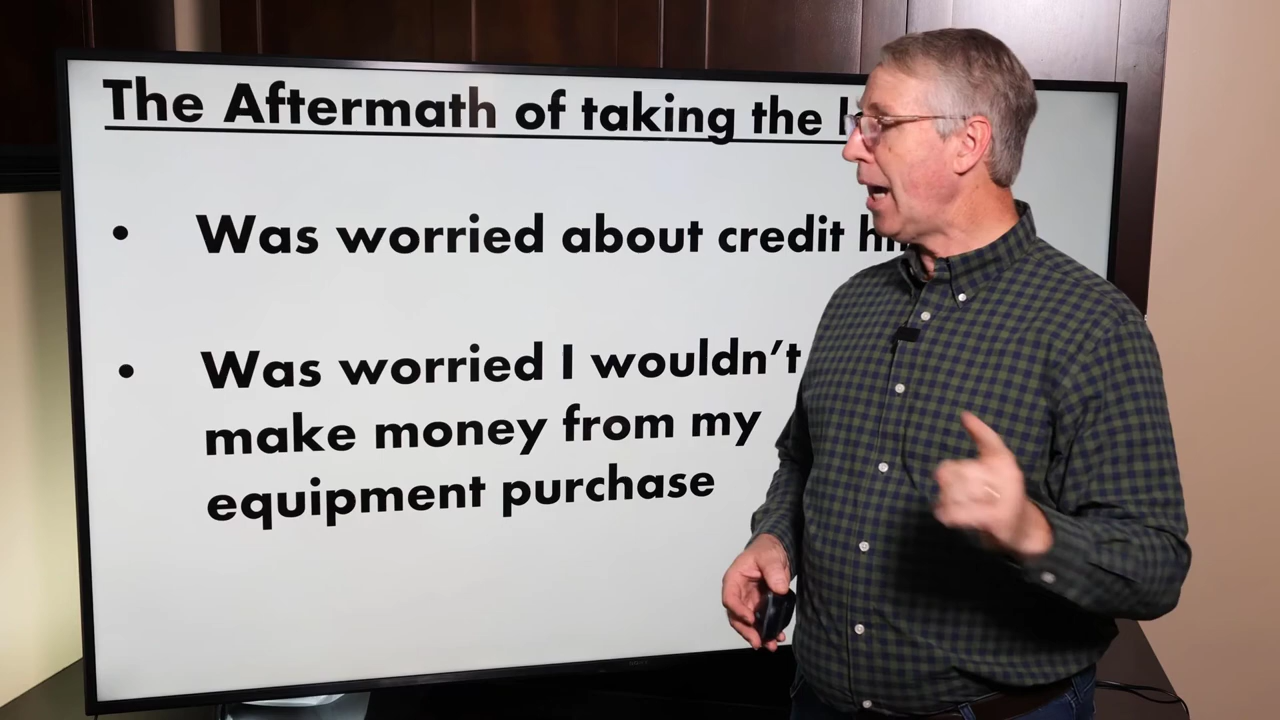 The Aftermath of taking the
• Was worried about credit
• Was worried I wouldn't
make money from my
equipment purchase